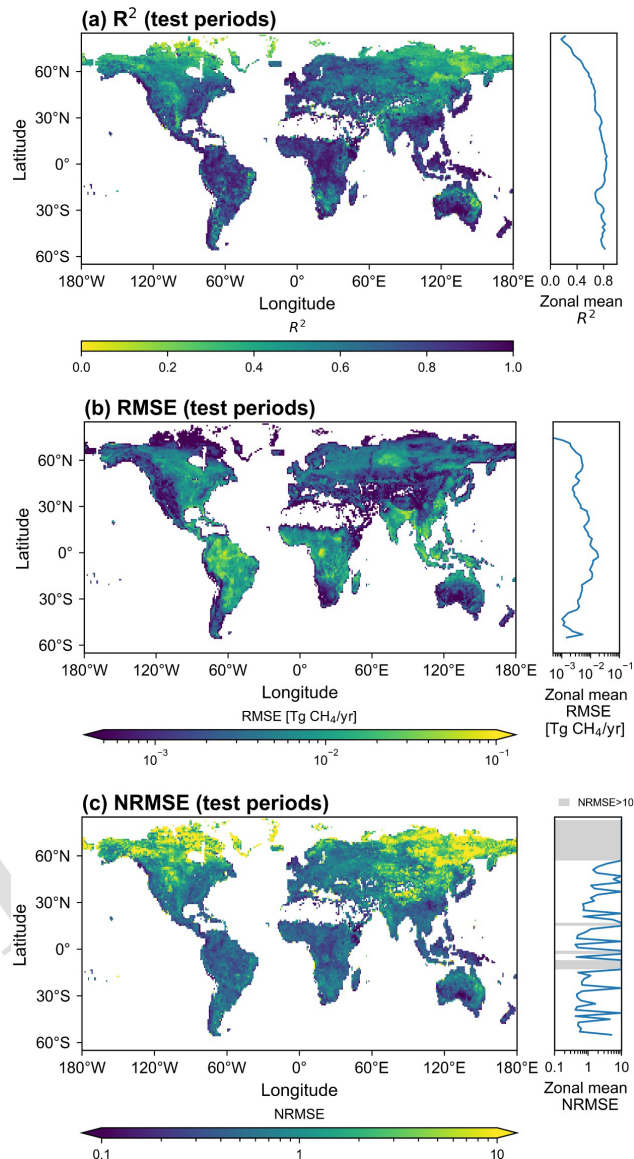 (a) R² (test periods)
60°N
30°N
0°
30°S
60°S
Latitude
180°W 120°W 60°W 0° 60°E 120°E 180°E
Longitude
0.0 0.4 0.8
Zonal mean
R²
R²
0.0 0.2 0.4 0.6 0.8 1.0
(b) RMSE (test periods)
60°N
30°N
0°
30°S
60°S
Latitude
180°W 120°W 60°W 0° 60°E 120°E 180°E
Longitude
10⁻³ 10⁻² 10⁻¹
Zonal mean
RMSE
[Tg CH₄/yr]
RMSE [Tg CH₄/yr]
10⁻³ 10⁻² 10⁻¹
(c) NRMSE (test periods)
NRMSE>10
60°N
30°N
0°
30°S
60°S
Latitude
180°W 120°W 60°W 0° 60°E 120°E 180°E
Longitude
0.1 1 10
Zonal mean
NRMSE
NRMSE
0.1 1 10